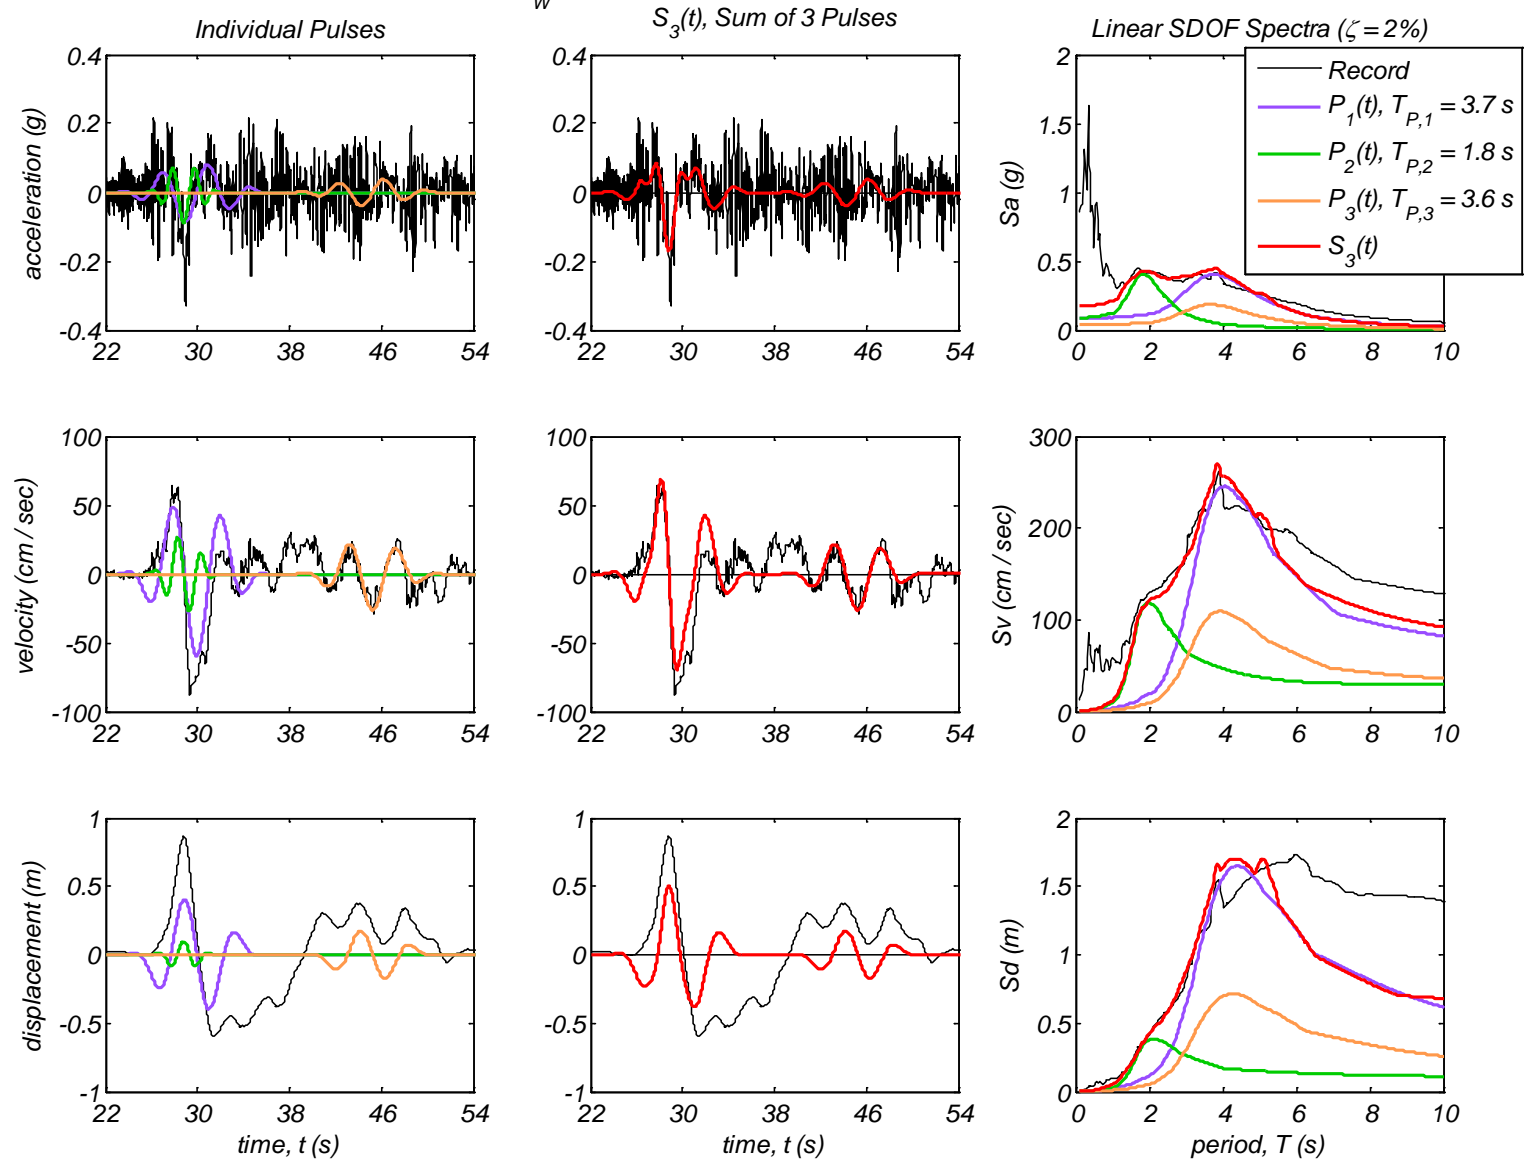 w
Individual Pulses
S3(t), Sum of 3 Pulses
Linear SDOF Spectra (ζ = 2%)
Record
P1(t), TP,1 = 3.7 s
P2(t), TP,2 = 1.8 s
P3(t), TP,3 = 3.6 s
S3(t)
acceleration (g)
0.4
0.2
0
-0.2
-0.4
22 30 38 46 54
0.4
0.2
0
-0.2
-0.4
22 30 38 46 54
Sa (g)
2
1.5
1
0.5
0
0 2 4 6 8 10
velocity (cm / sec)
100
50
0
-50
-100
22 30 38 46 54
100
50
0
-50
-100
22 30 38 46 54
Sv (cm / sec)
300
200
100
0
0 2 4 6 8 10
displacement (m)
1
0.5
0
-0.5
-1
22 30 38 46 54
time, t (s)
1
0.5
0
-0.5
-1
22 30 38 46 54
time, t (s)
Sd (m)
2
1.5
1
0.5
0
0 2 4 6 8 10
period, T (s)